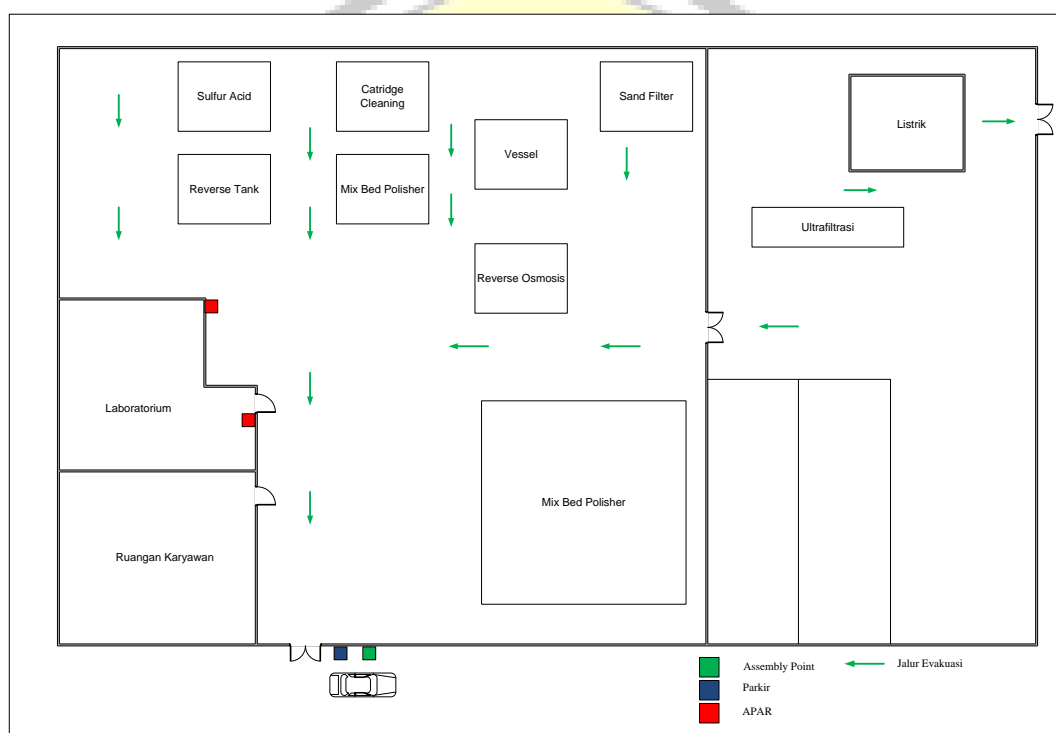 Sulfur Acid
Catridge
Cleaning
Sand Filter
Listrik
Vessel
Reverse Tank
Mix Bed Polisher
Ultrafiltrasi
Reverse Osmosis
Laboratorium
Mix Bed Polisher
Ruangan Karyawan
Assembly Point
Jalur Evakuasi
Parkir
APAR